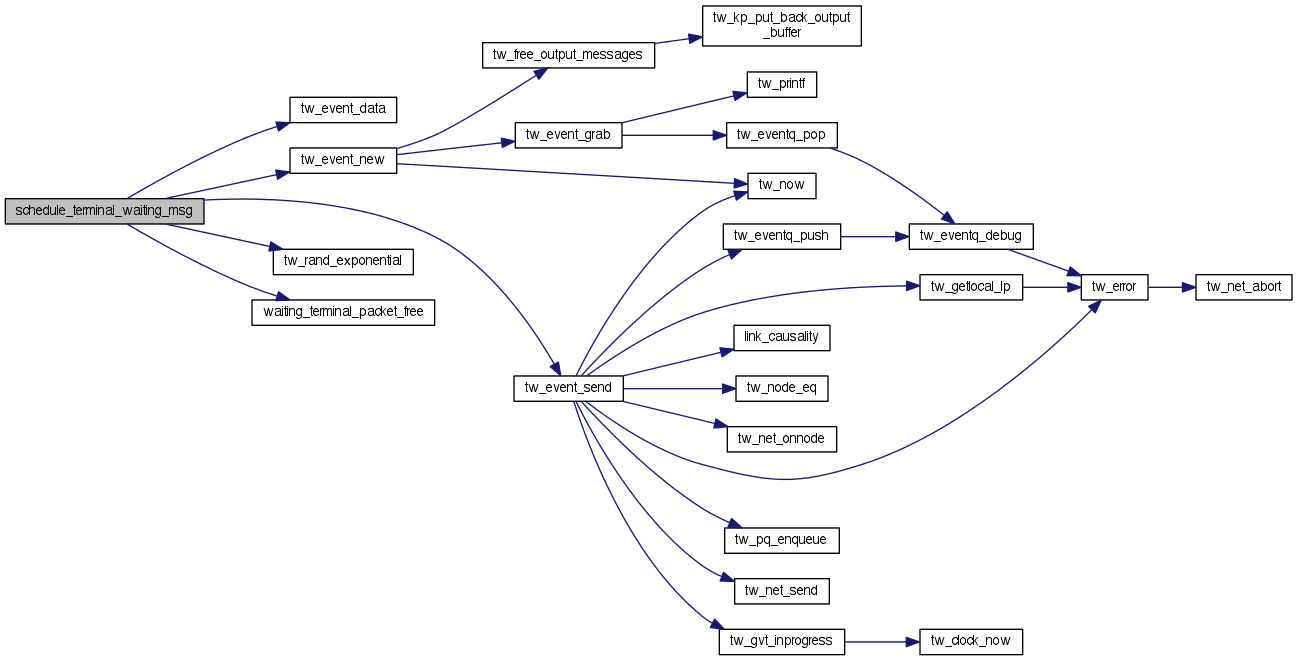 tw_kp_put_back_output
_buffer
tw_free_output_messages
tw_printf
tw_event_data
tw_event_grab
tw_eventq_pop
tw_event_new
tw_now
schedule_terminal_waiting_msg
tw_eventq_push
tw_eventq_debug
tw_rand_exponential
tw_getlocal_lp
tw_error
tw_net_abort
waiting_terminal_packet_free
link_causality
tw_event_send
tw_node_eq
tw_net_onnode
tw_pq_enqueue
tw_net_send
tw_gvt_inprogress
tw_clock_now